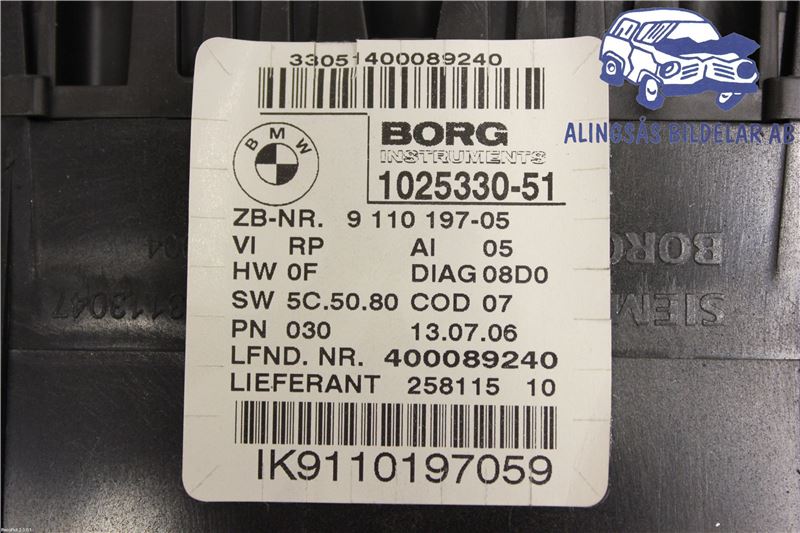 33051400089240
ALINGSÅS BILDELAR AB
BMW
BORG
INSTRUMENTS
1025330-51
ZB-NR. 9 110 197-05
VI RP AI 05
HW 0F DIAG 08D0
SW 5C.50.80 COD 07
PN 030 13.07.06
LFND. NR. 400089240
LIEFERANT 258115 10
IK9110197059
BORG
SIEM